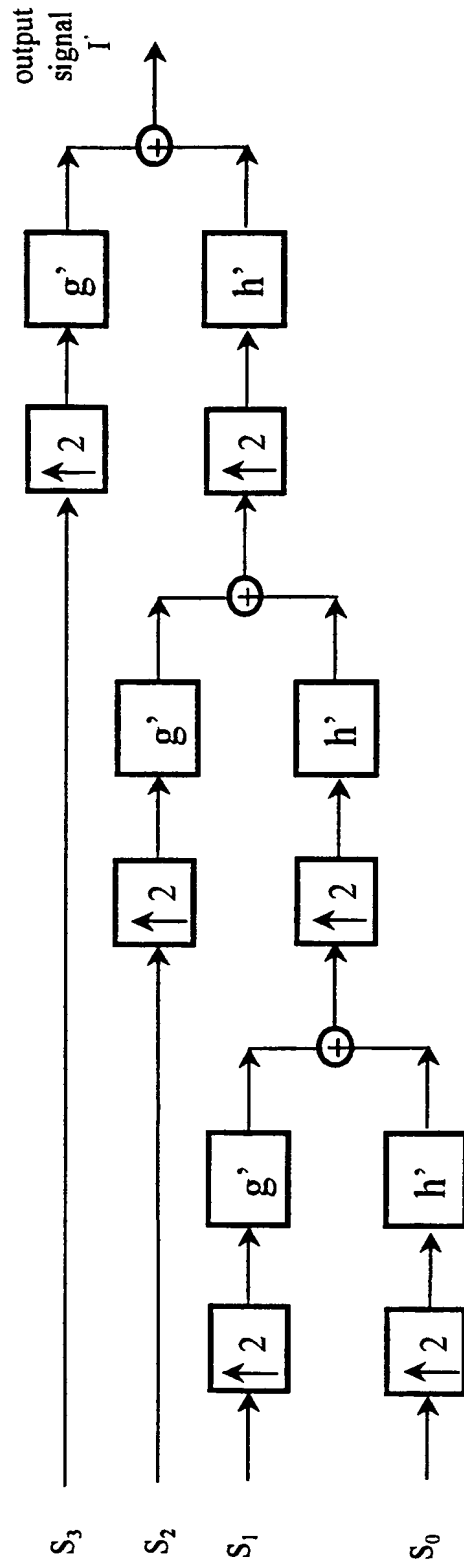 output
signal
I'
S₃
↑2
g'
+
S₂
↑2
g'
↑2
h'
+
S₁
↑2
g'
↑2
h'
+
S₀
↑2
h'